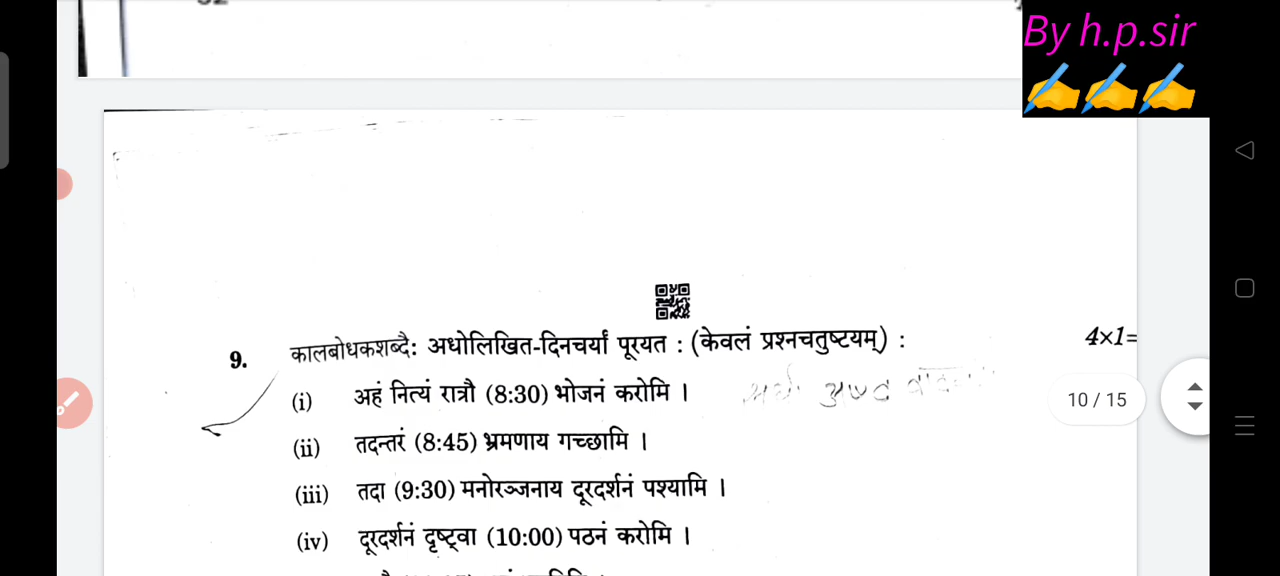 By h.p.sir
9. कालबोधकशब्दै: अधोलिखित-दिनचर्यां पूरयत : (केवलं प्रश्नचतुष्टयम्) : 4×1=
(i) अहं नित्यं रात्रौ (8:30) भोजनं करोमि ।
(ii) तदन्तरं (8:45) भ्रमणाय गच्छामि ।
10 / 15
(iii) तदा (9:30) मनोरञ्जनाय दूरदर्शनं पश्यामि ।
(iv) दूरदर्शनं दृष्ट्वा (10:00) पठनं करोमि ।